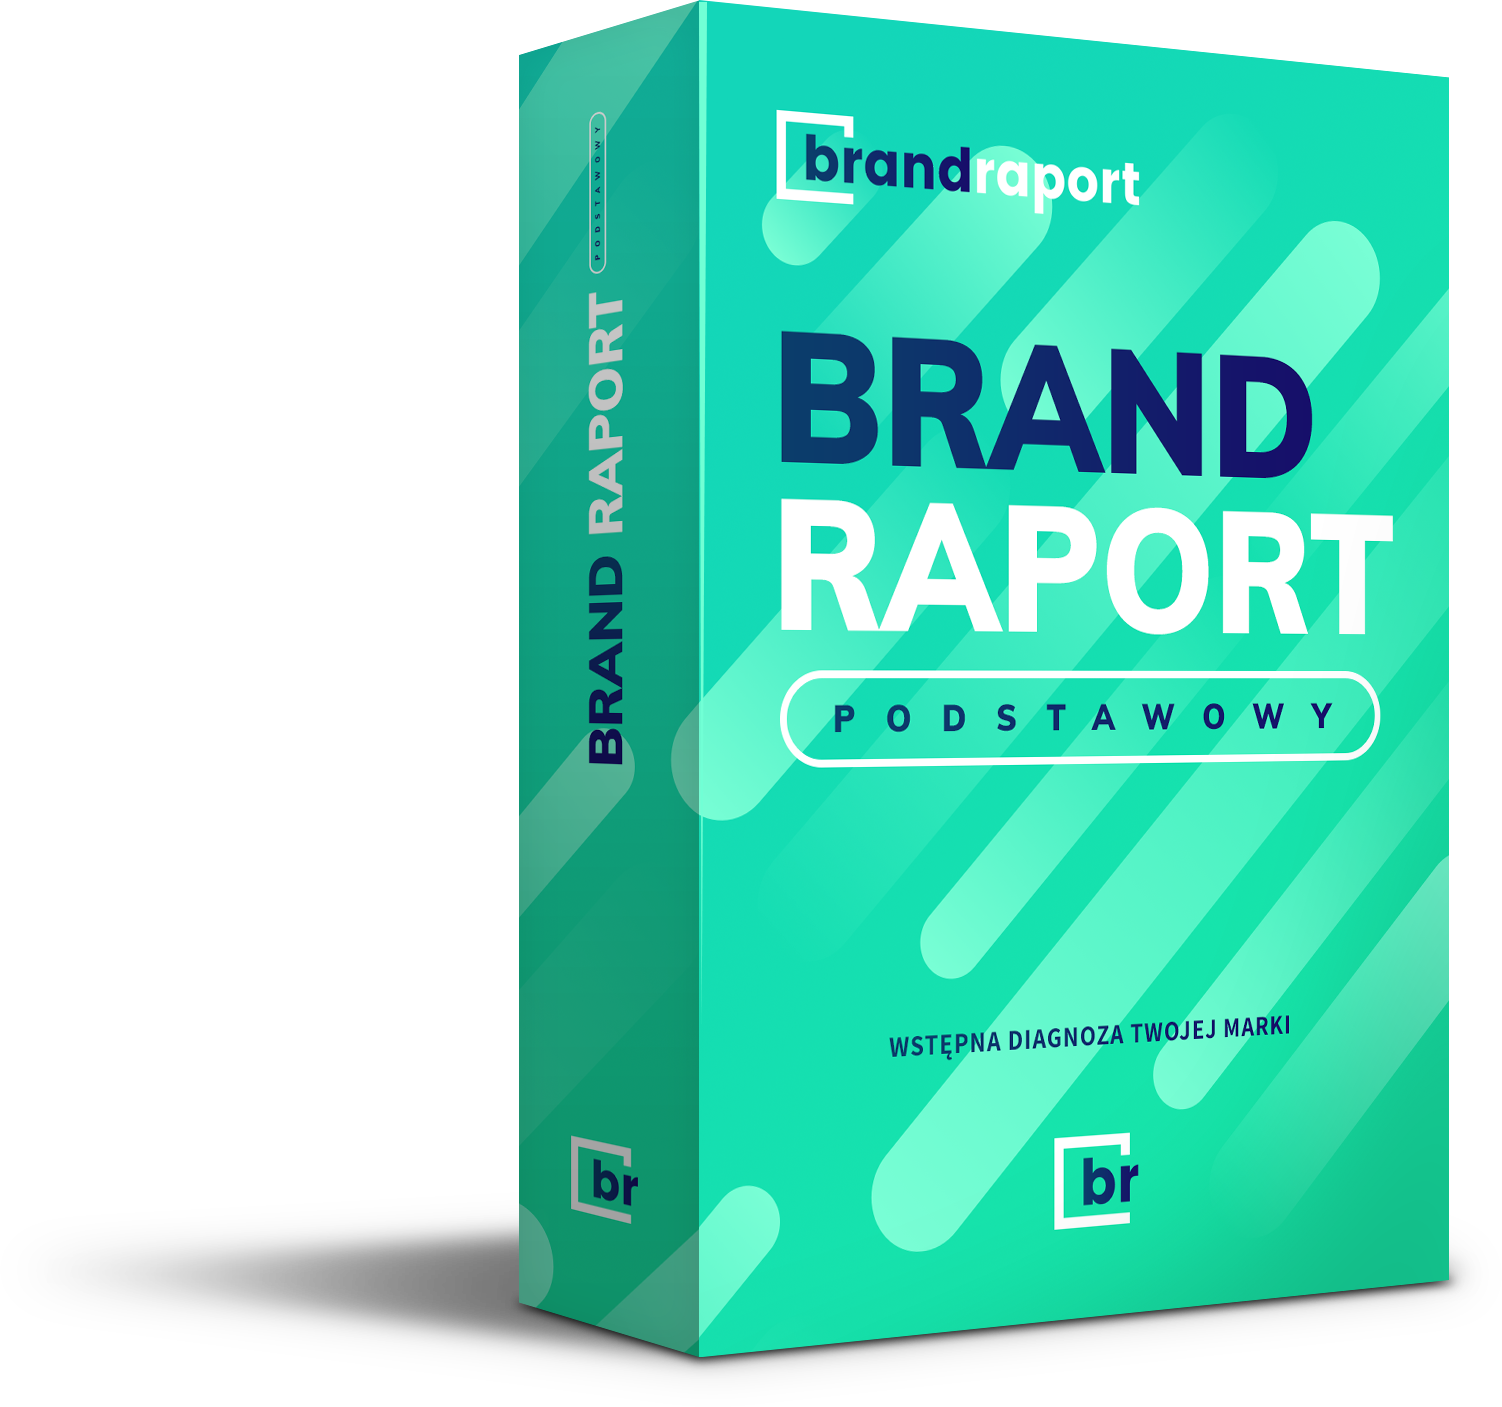 brandraport
BRAND
RAPORT
PODSTAWOWY
WSTĘPNA DIAGNOZA TWOJEJ MARKI
br
BRAND RAPORT PODSTAWOWY
br